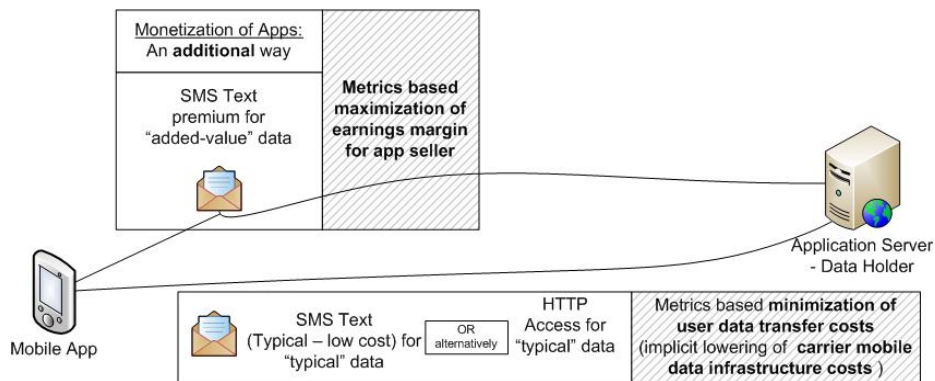 Monetization of Apps:
An additional way
SMS Text
premium for
“added-value” data
Metrics based
maximization of
earnings margin
for app seller
Application Server
- Data Holder
Mobile App
SMS Text
(Typical – low cost) for
“typical” data
OR
alternatively
HTTP
Access for
“typical” data
Metrics based minimization of
user data transfer costs
(implicit lowering of carrier mobile
data infrastructure costs )